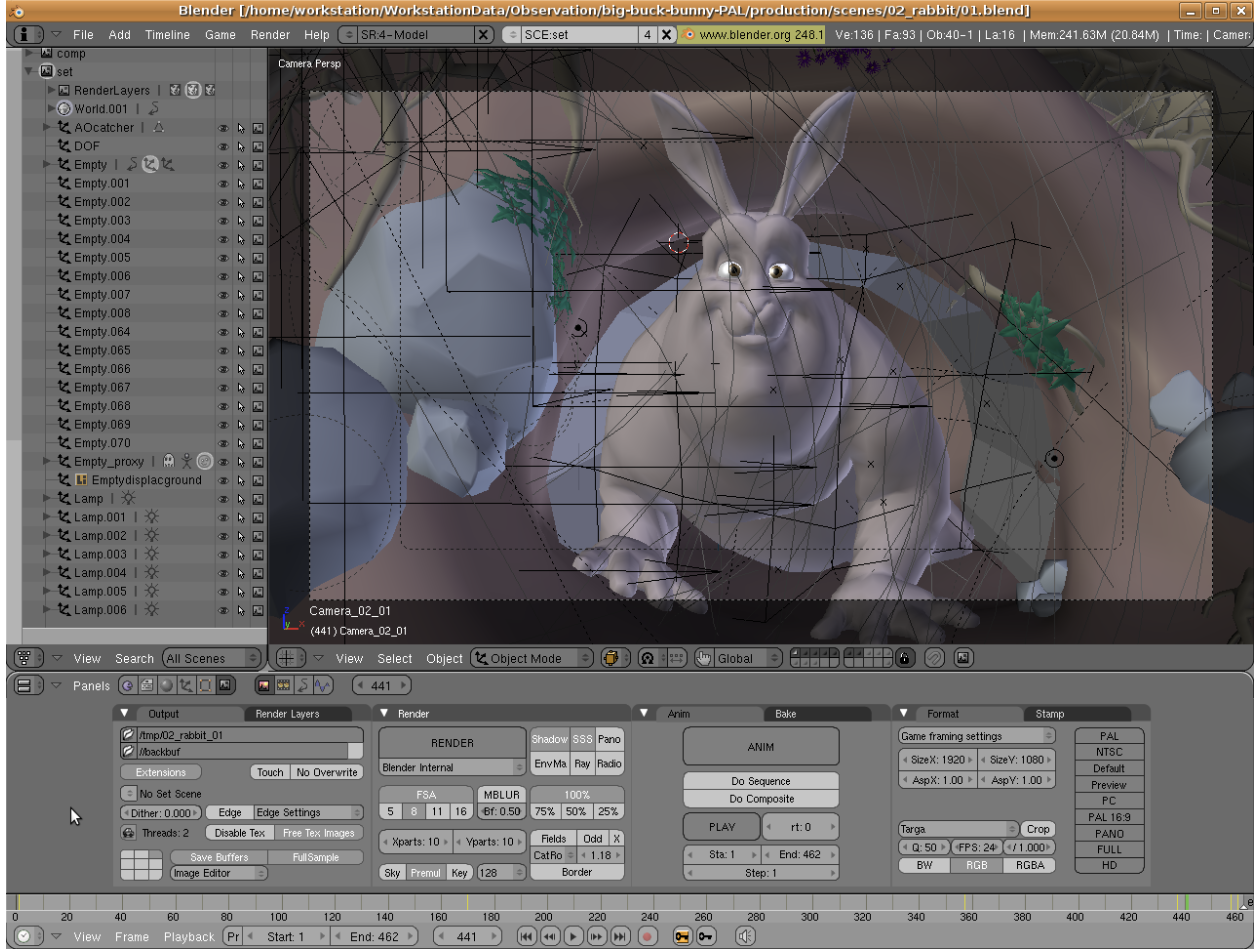 Blender [/home/workstation/WorkstationData/Observation/big-buck-bunny-PAL/production/scenes/02_rabbit/01.blend]
File Add Timeline Game Render Help SR:4-Model X SCE:set 4 X www.blender.org 248.1 Ve:136 | Fa:93 | Ob:40-1 | La:16 | Mem:241.63M (20.84M) | Time: | Camer
comp
set
RenderLayers
World.001
AOcatcher
DOF
Empty
Empty.001
Empty.002
Empty.003
Empty.004
Empty.005
Empty.006
Empty.007
Empty.008
Empty.064
Empty.065
Empty.066
Empty.067
Empty.068
Empty.069
Empty.070
Empty_proxy
Emptydisplacground
Lamp
Lamp.001
Lamp.002
Lamp.003
Lamp.004
Lamp.005
Lamp.006
Camera Persp
Camera_02_01
(441) Camera_02_01
View Search All Scenes
View Select Object Object Mode Global
Panels 441
Output Render Layers
/tmp/02_rabbit_01
//backbuf
Extensions Touch No Overwrite
No Set Scene
Dither: 0.000 Edge Edge Settings
Threads: 2 Disable Tex Free Tex Images
Save Buffers FullSample
Image Editor
Render
RENDER Shadow SSS Pano
Blender Internal EnvMa Ray Radio
FSA MBLUR 100%
5 8 11 16 Bf: 0.50 75% 50% 25%
Xparts: 10 Yparts: 10 Fields Odd X
CatRo 1.18
Sky Premul Key 128 Border
Anim Bake
ANIM
Do Sequence
Do Composite
PLAY rt: 0
Sta: 1 End: 462
Step: 1
Format Stamp
Game framing settings
SizeX: 1920 SizeY: 1080
AspX: 1.00 AspY: 1.00
Targa Crop
Q: 50 FPS: 24 / 1.000
BW RGB RGBA
PAL
NTSC
Default
Preview
PC
PAL 16:9
PANO
FULL
HD
0 20 40 60 80 100 120 140 160 180 200 220 240 260 280 300 320 340 360 380 400 420 440 460
View Frame Playback Pr Start: 1 End: 462 441